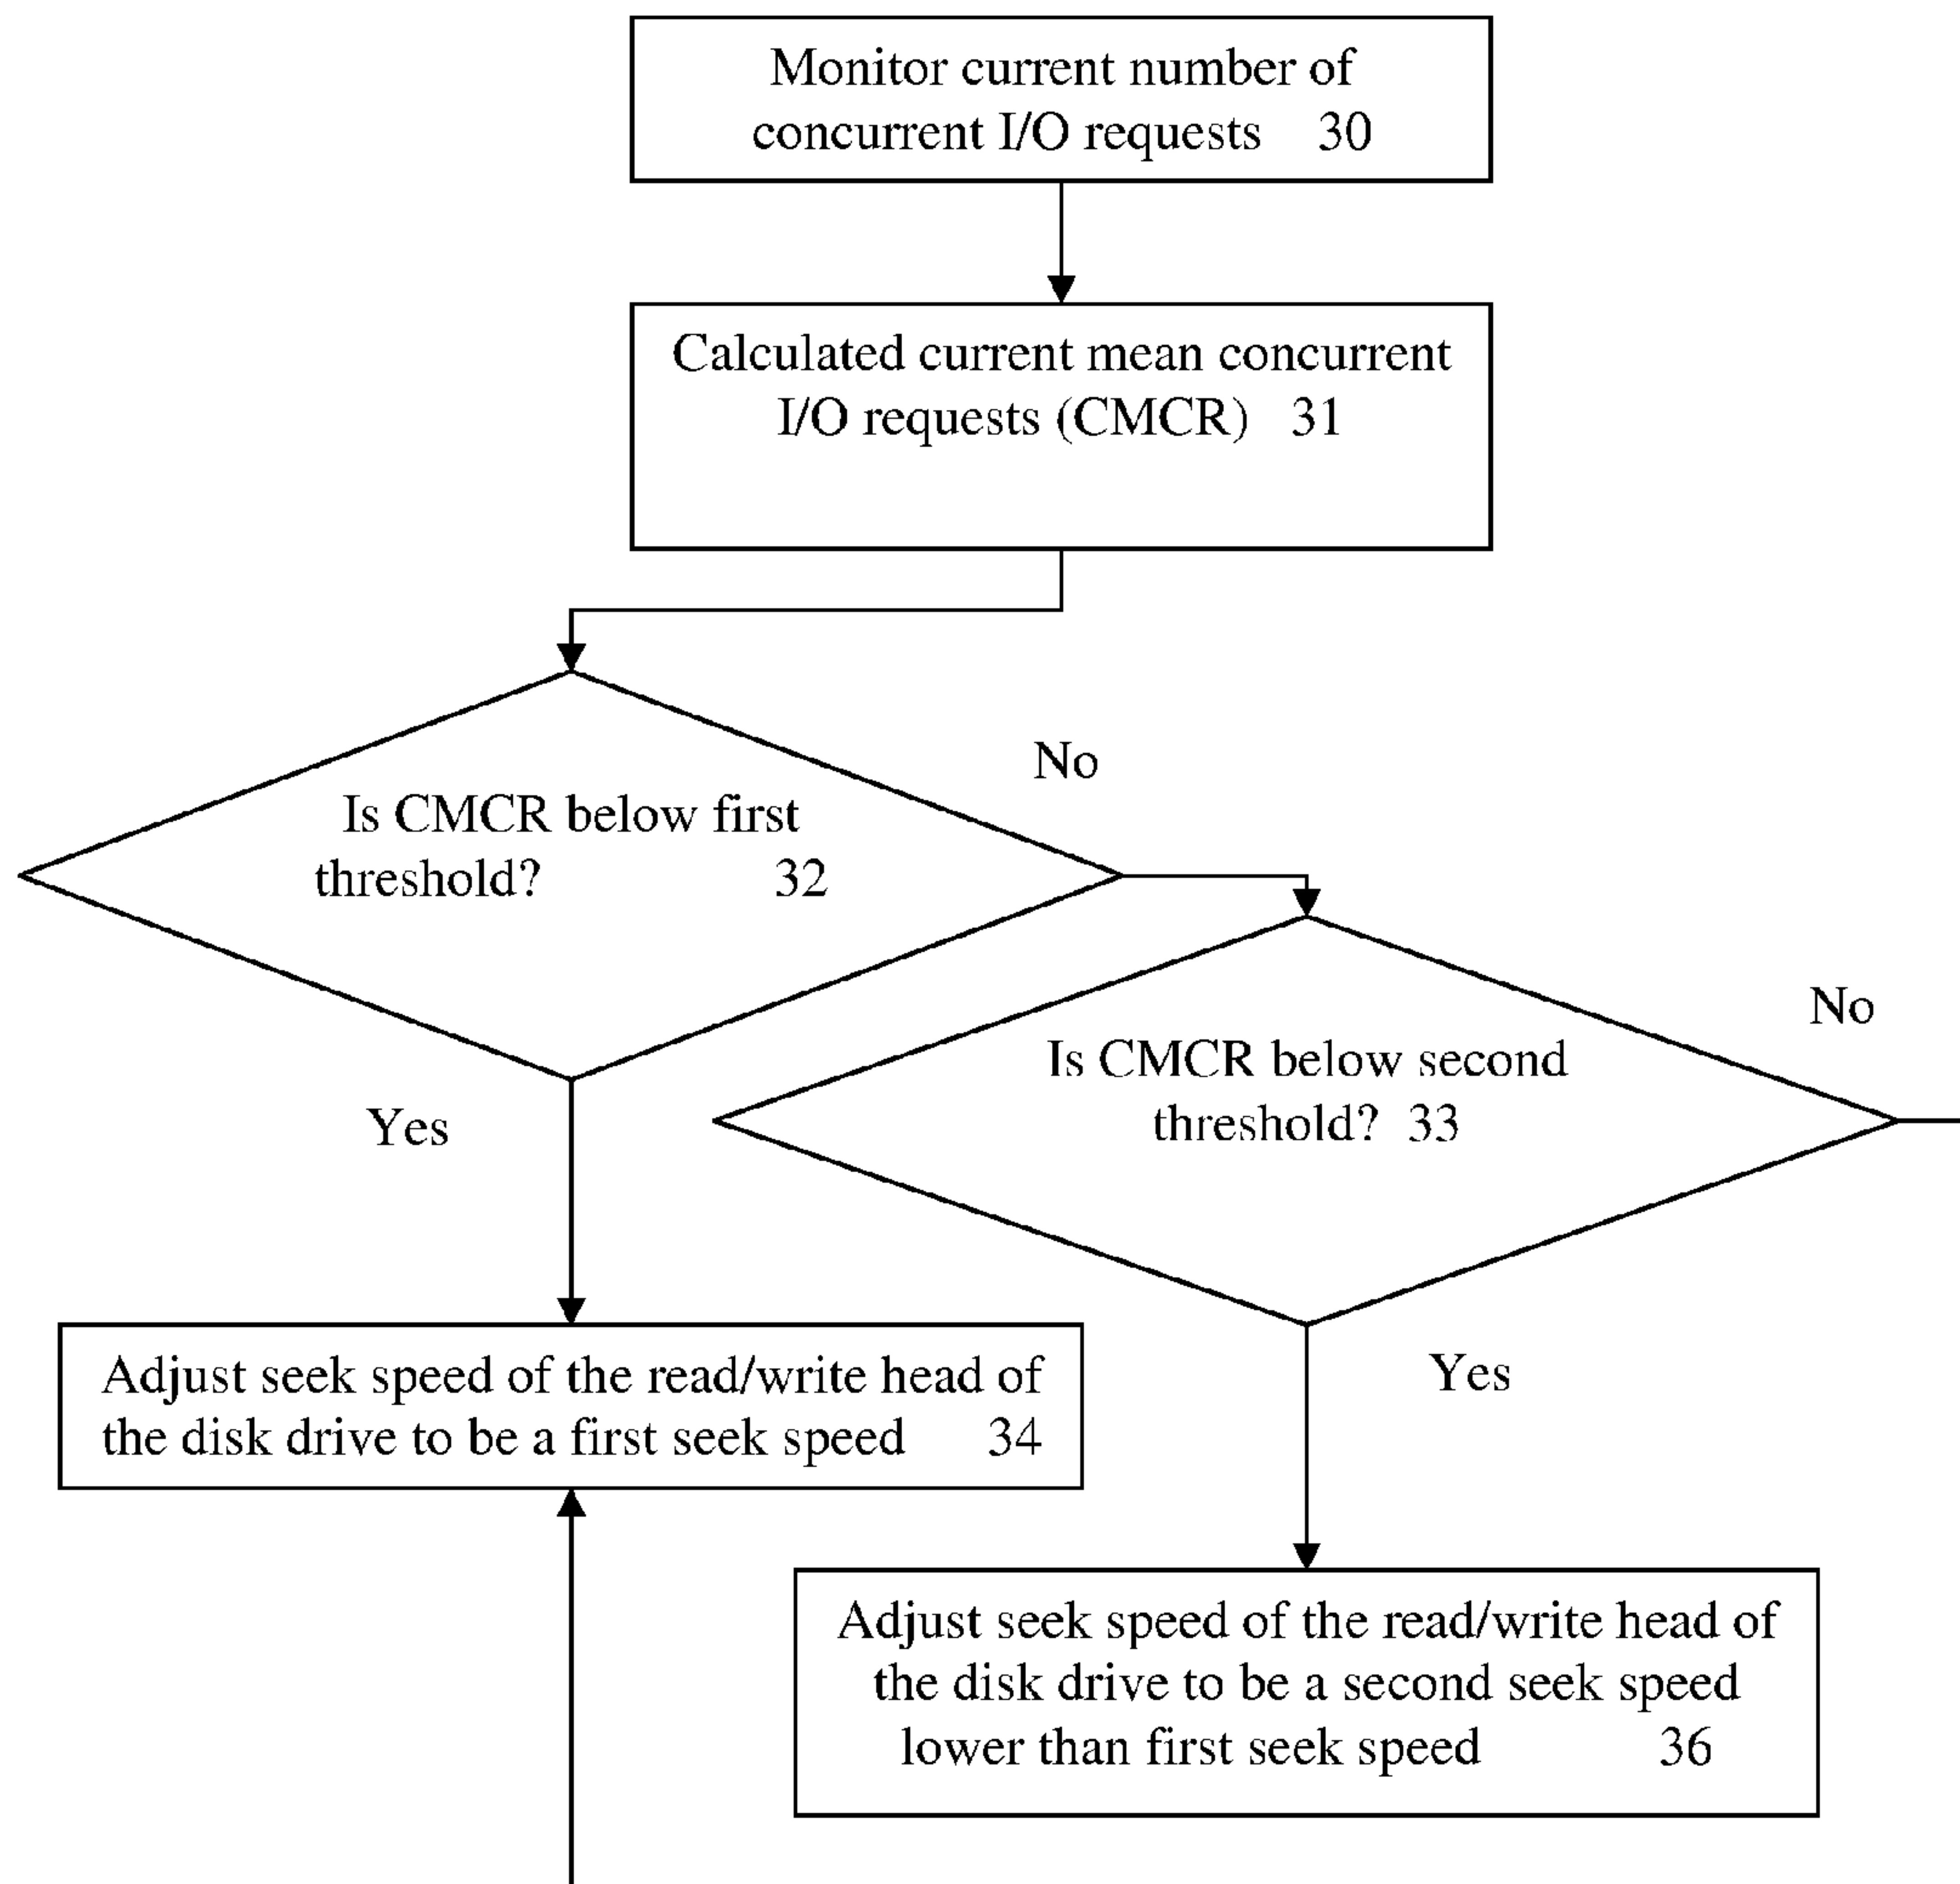 Monitor current number of
concurrent I/O requests 30
Calculated current mean concurrent
I/O requests (CMCR) 31
No
Is CMCR below first
threshold? 32
No
Is CMCR below second
threshold? 33
Yes
Adjust seek speed of the read/write head of
the disk drive to be a first seek speed 34
Yes
Adjust seek speed of the read/write head of
the disk drive to be a second seek speed
lower than first seek speed 36